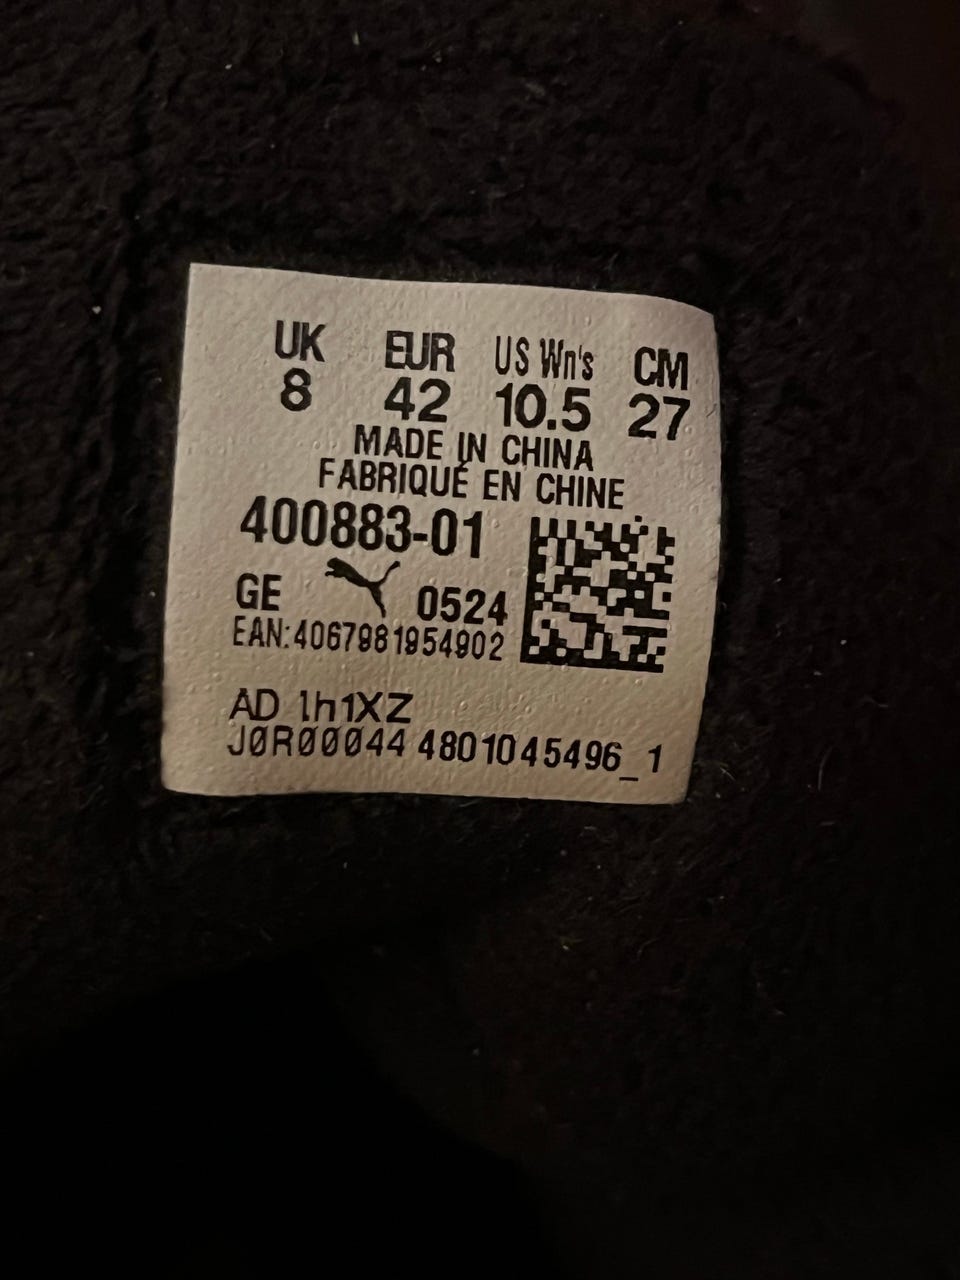 UK EUR US Wn's CM
8 42 10.5 27
MADE IN CHINA
FABRIQUÉ EN CHINE
400883-01
GE 0524
EAN:4067981954902
AD 1h1XZ
JØRØØØ44 4801045496_1